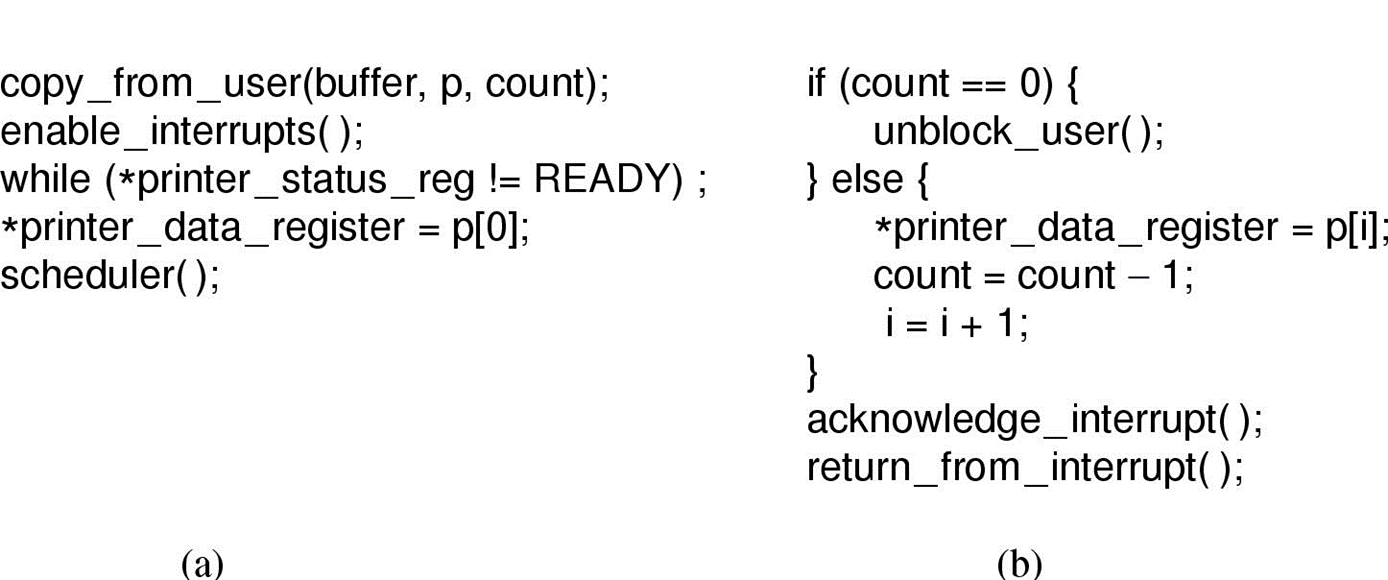 copy_from_user(buffer, p, count);
enable_interrupts( );
while (*printer_status_reg != READY) ;
*printer_data_register = p[0];
scheduler( );
(a)
if (count == 0) {
unblock_user( );
} else {
*printer_data_register = p[i];
count = count – 1;
i = i + 1;
}
acknowledge_interrupt( );
return_from_interrupt( );
(b)